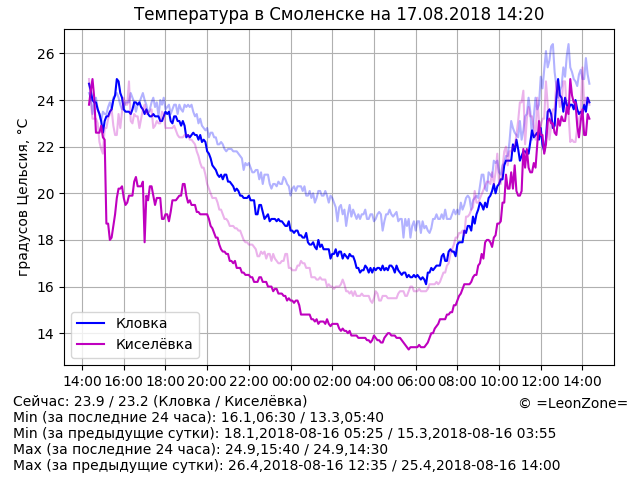 Температура в Смоленске на 17.08.2018 14:20
градусов Цельсия, °C
26
24
22
20
18
16
14
Кловка
Киселёвка
14:00 16:00 18:00 20:00 22:00 00:00 02:00 04:00 06:00 08:00 10:00 12:00 14:00
Сейчас: 23.9 / 23.2 (Кловка / Киселёвка)
© =LeonZone=
Min (за последние 24 часа): 16.1,06:30 / 13.3,05:40
Min (за предыдущие сутки): 18.1,2018-08-16 05:25 / 15.3,2018-08-16 03:55
Max (за последние 24 часа): 24.9,15:40 / 24.9,14:30
Max (за предыдущие сутки): 26.4,2018-08-16 12:35 / 25.4,2018-08-16 14:00